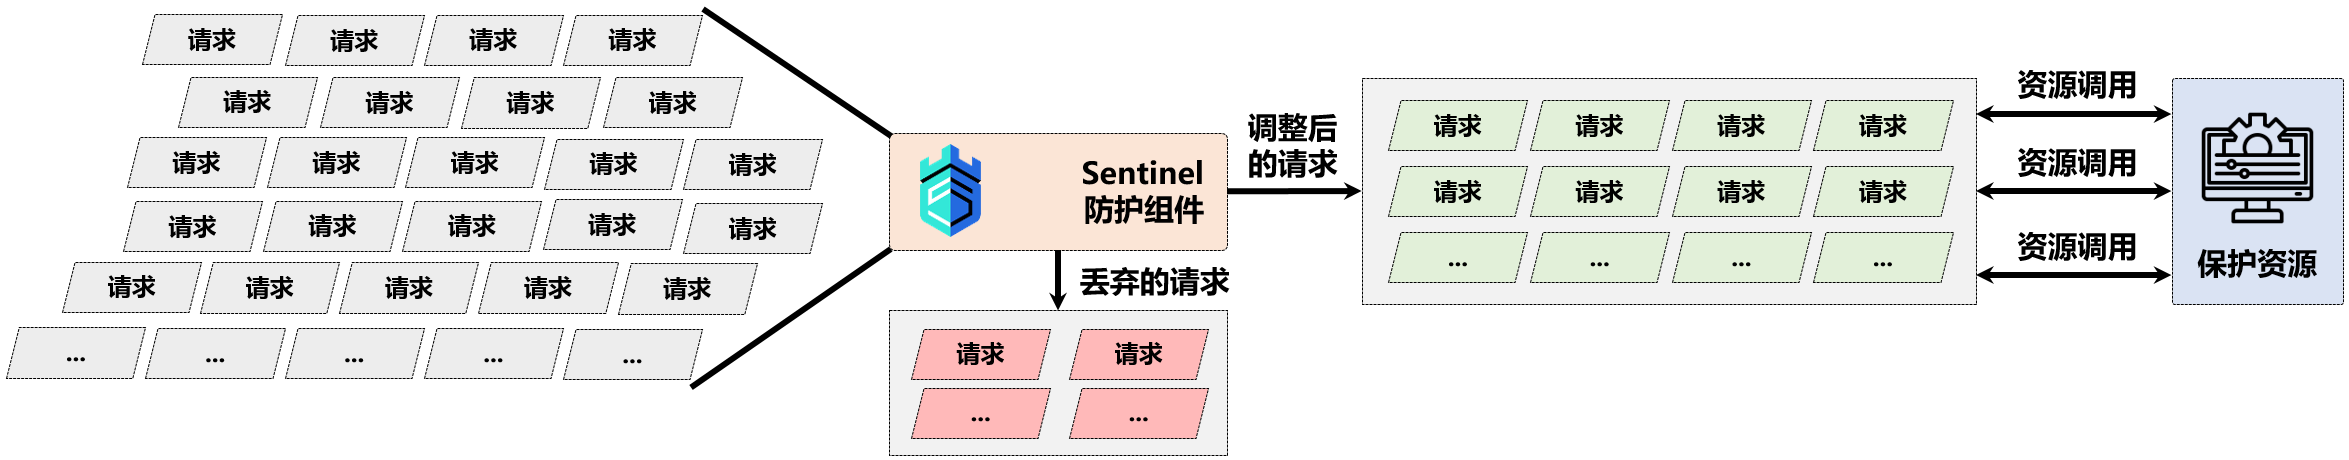 请求 请求 请求 请求
请求 请求 请求 请求
请求 请求 请求 请求 请求
请求 请求 请求 请求 请求
请求 请求 请求 请求 请求
... ... ... ... ...
Sentinel
防护组件
丢弃的请求
请求 请求
... ...
调整后
的请求
请求 请求 请求 请求
请求 请求 请求 请求
... ... ... ...
资源调用
资源调用
资源调用
保护资源